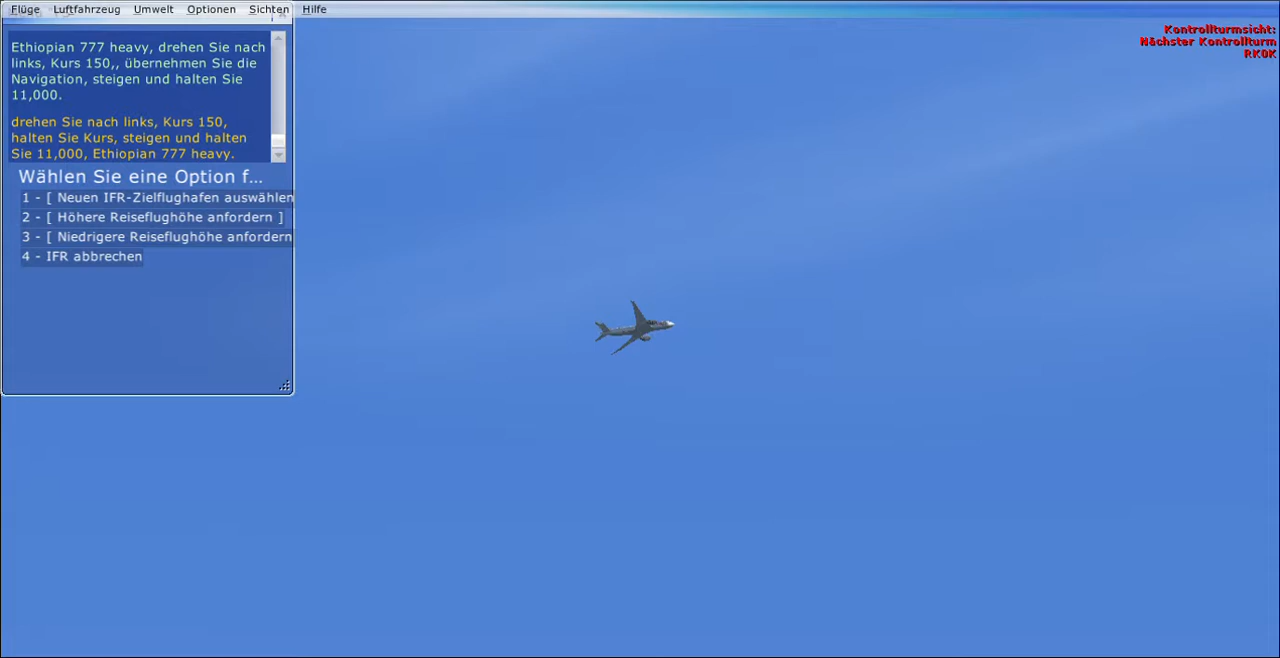 Flüge Luftfahrzeug Umwelt Optionen Sichten Hilfe
Kontrollturmsicht:
Nächster Kontrollturm
Ethiopian 777 heavy, drehen Sie nach
links, Kurs 150,, übernehmen Sie die
Navigation, steigen und halten Sie
11,000.
drehen Sie nach links, Kurs 150,
halten Sie Kurs, steigen und halten
Sie 11,000, Ethiopian 777 heavy.
Wählen Sie eine Option f...
1 - [ Neuen IFR-Zielflughafen auswählen
2 - [ Höhere Reiseflughöhe anfordern ]
3 - [ Niedrigere Reiseflughöhe anfordern
4 - IFR abbrechen